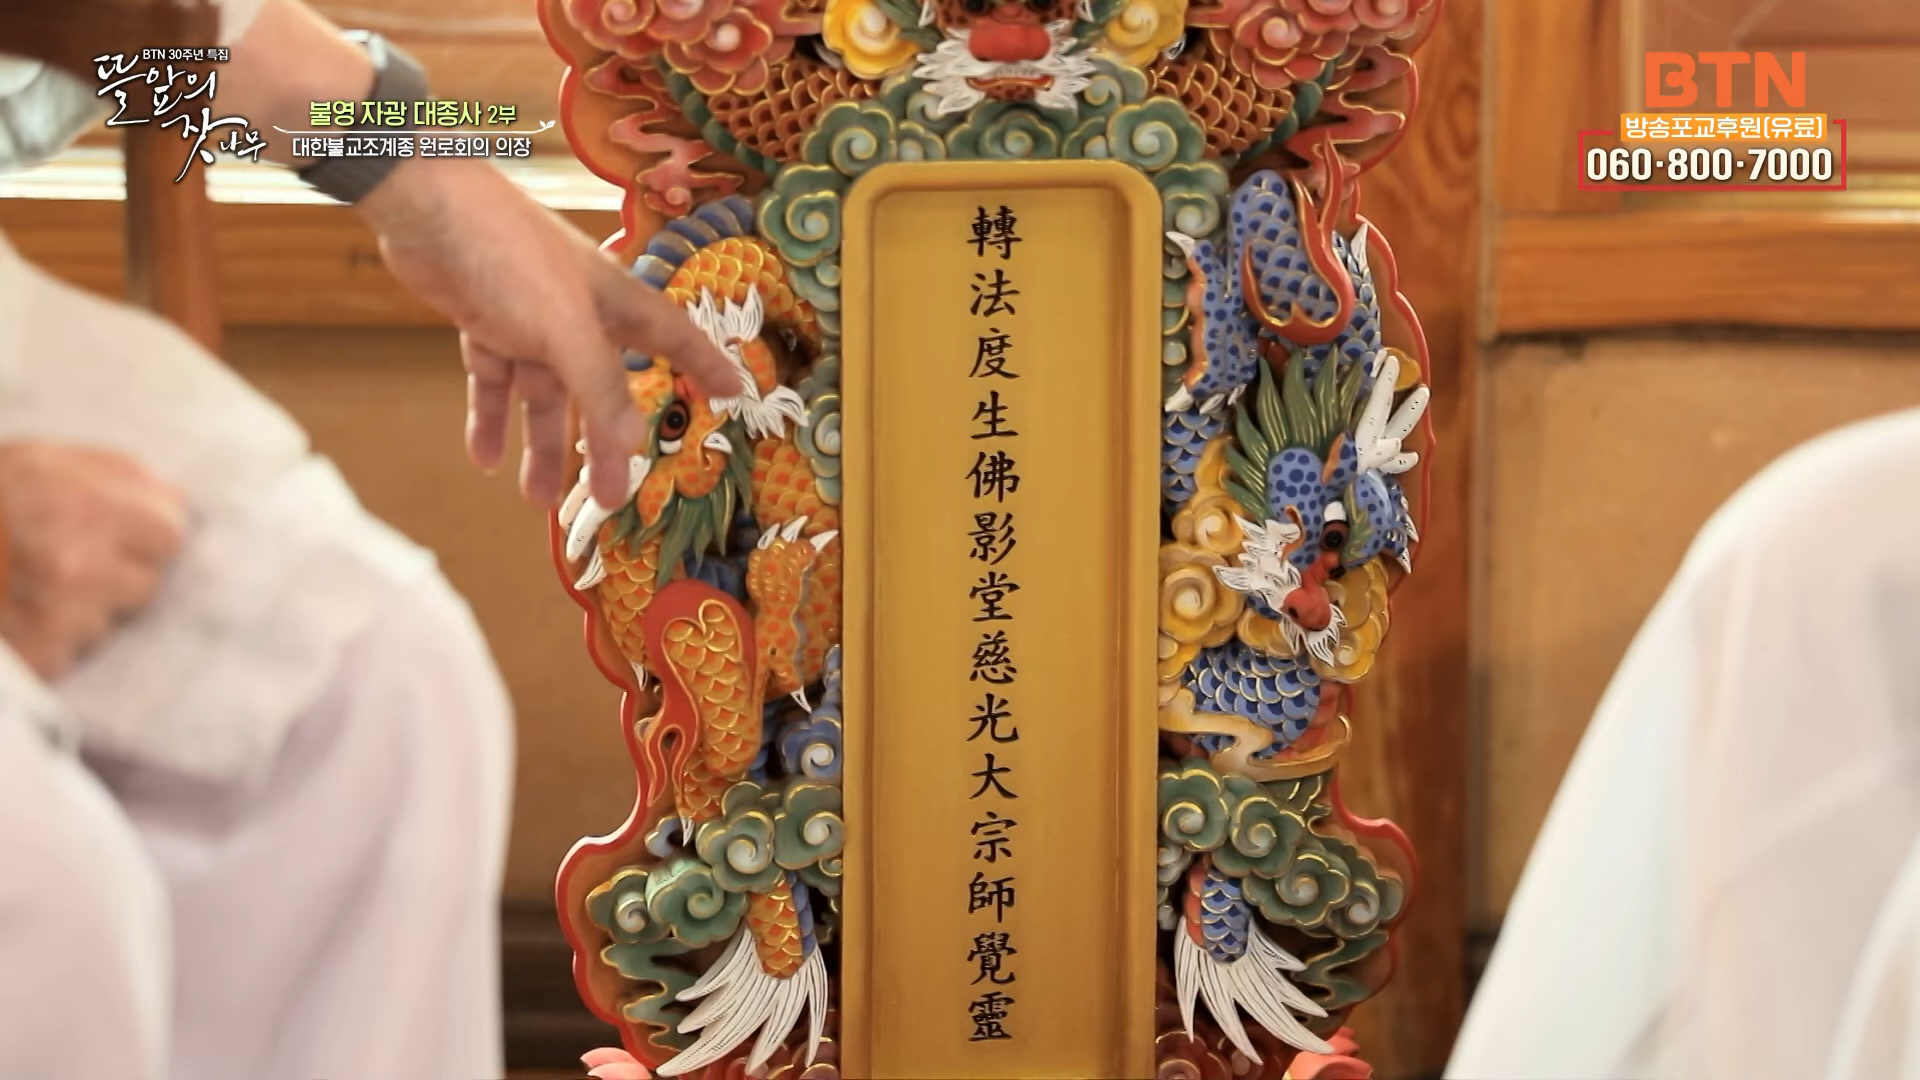 BTN 30주년 특집
뜰 앞의
잣나무
불영 자광 대종사 2부
대한불교조계종 원로회의 의장
BTN
방송포교후원(유료)
060·800·7000
轉法度生佛影堂慈光大宗師覺靈